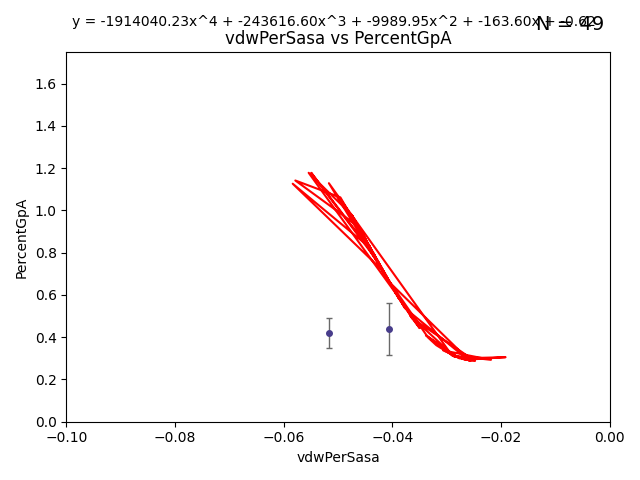 y = -1914040.23x^4 + -243616.60x^3 + -9989.95x^2 + -163.60x + -0.62
N = 49
vdwPerSasa vs PercentGpA
PercentGpA
1.6
1.4
1.2
1.0
0.8
0.6
0.4
0.2
0.0
−0.10 −0.08 −0.06 −0.04 −0.02 0.00
vdwPerSasa